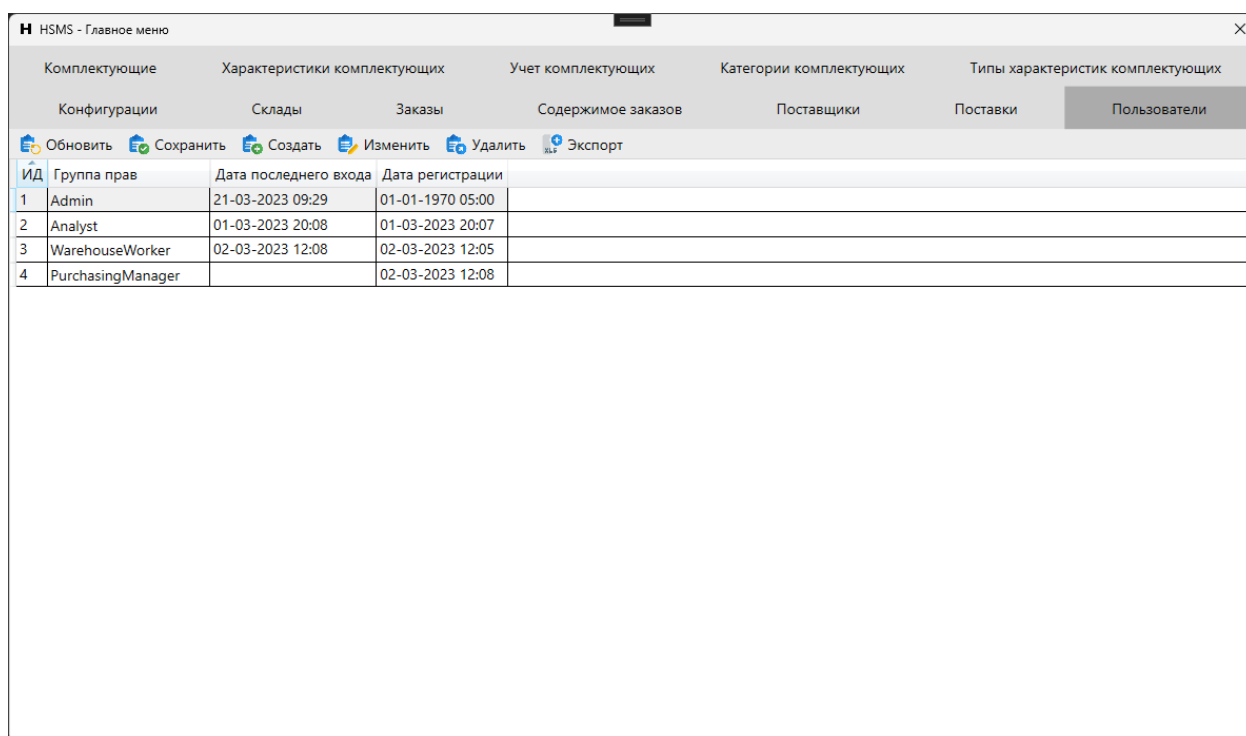 H HSMS - Главное меню
Комплектующие Характеристики комплектующих Учет комплектующих Категории комплектующих Типы характеристик комплектующих
Конфигурации Склады Заказы Содержимое заказов Поставщики Поставки Пользователи
Обновить Сохранить Создать Изменить Удалить XLS Экспорт
ИД Группа прав Дата последнего входа Дата регистрации
1 Admin 21-03-2023 09:29 01-01-1970 05:00
2 Analyst 01-03-2023 20:08 01-03-2023 20:07
3 WarehouseWorker 02-03-2023 12:08 02-03-2023 12:05
4 PurchasingManager 02-03-2023 12:08